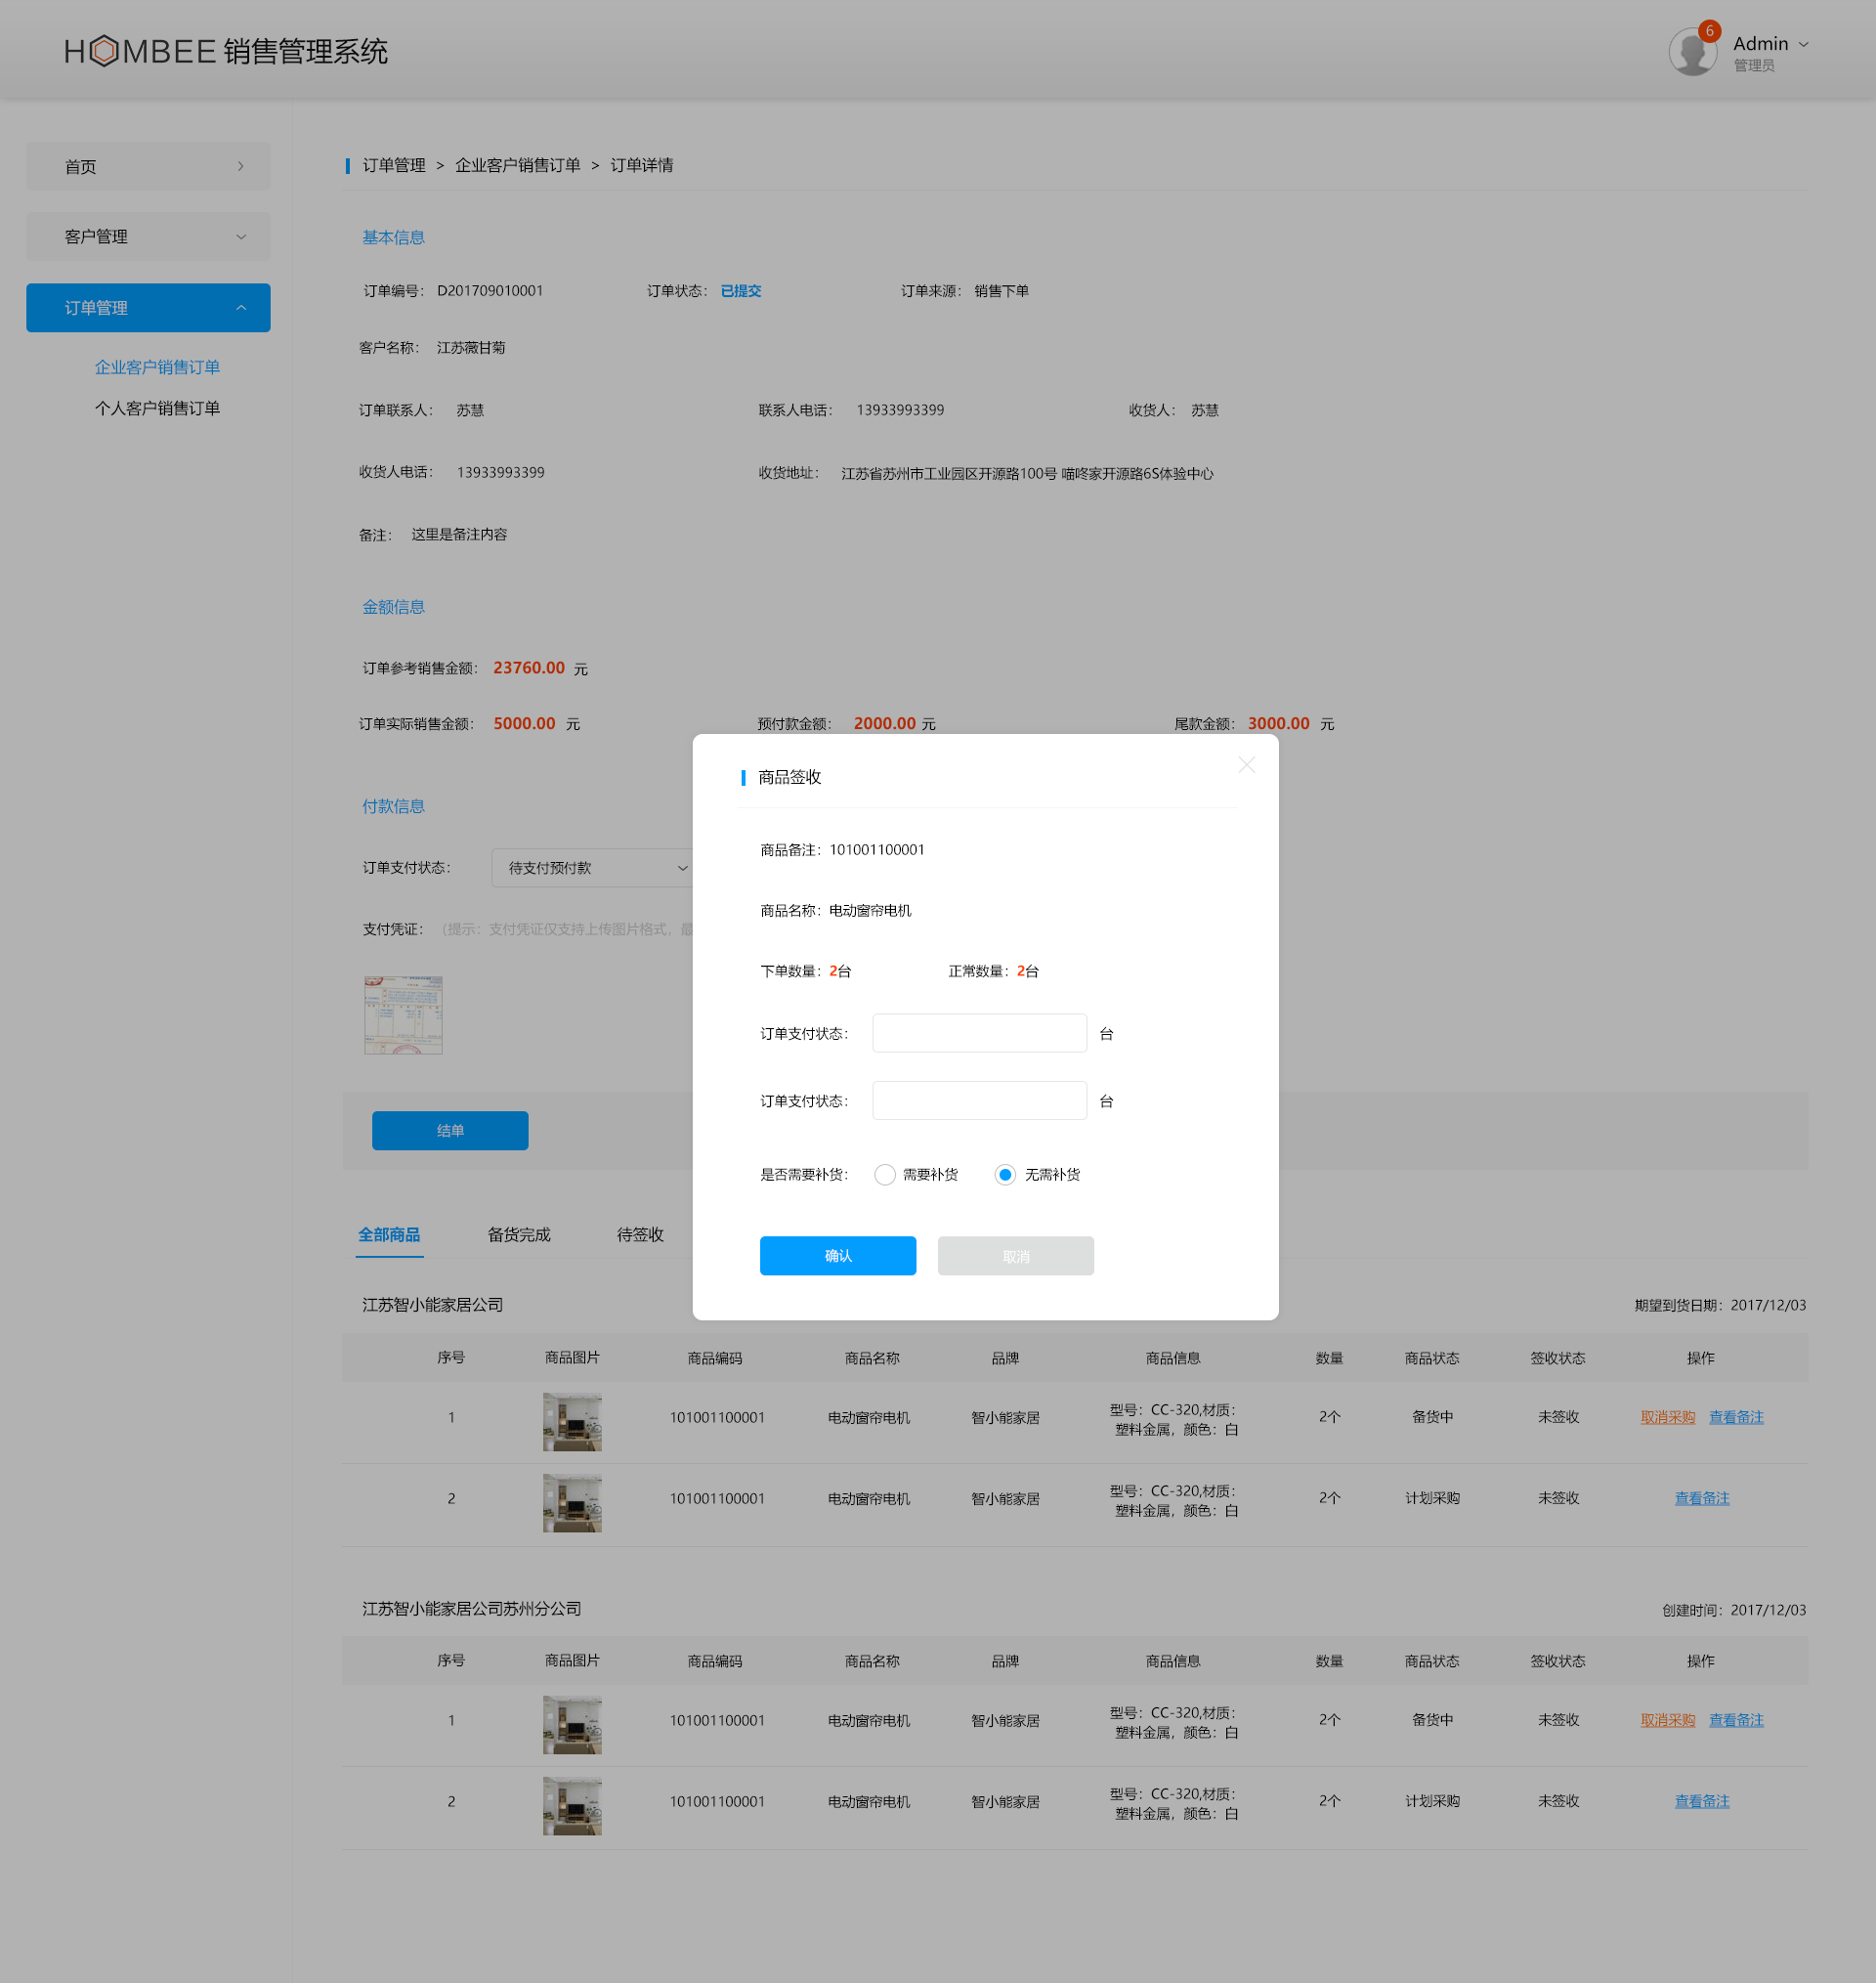 HOMBEE 销售管理系统
6
Admin
管理员
首页
客户管理
订单管理
企业客户销售订单
个人客户销售订单
订单管理 > 企业客户销售订单 > 订单详情
基本信息
订单编号： D201709010001 订单状态： 已提交 订单来源： 销售下单
客户名称： 江苏薇甘菊
订单联系人： 苏慧 联系人电话： 13933993399 收货人： 苏慧
收货人电话： 13933993399 收货地址： 江苏省苏州市工业园区开源路100号 喵咚家开源路6S体验中心
备注： 这里是备注内容
金额信息
订单参考销售金额： 23760.00 元
订单实际销售金额： 5000.00 元 预付款金额： 2000.00 元 尾款金额： 3000.00 元
付款信息
订单支付状态： 待支付预付款
支付凭证： （提示：支付凭证仅支持上传图片格式，最
结单
商品签收
商品备注：101001100001
商品名称：电动窗帘电机
下单数量：2台 正常数量：2台
订单支付状态： 台
订单支付状态： 台
是否需要补货： 需要补货 无需补货
确认 取消
全部商品 备货完成 待签收
江苏智小能家居公司 期望到货日期：2017/12/03
序号 商品图片 商品编码 商品名称 品牌 商品信息 数量 商品状态 签收状态 操作
1 101001100001 电动窗帘电机 智小能家居 型号：CC-320,材质： 2个 备货中 未签收 取消采购 查看备注
塑料金属，颜色：白
2 101001100001 电动窗帘电机 智小能家居 型号：CC-320,材质： 2个 计划采购 未签收 查看备注
塑料金属，颜色：白
江苏智小能家居公司苏州分公司 创建时间：2017/12/03
序号 商品图片 商品编码 商品名称 品牌 商品信息 数量 商品状态 签收状态 操作
1 101001100001 电动窗帘电机 智小能家居 型号：CC-320,材质： 2个 备货中 未签收 取消采购 查看备注
塑料金属，颜色：白
2 101001100001 电动窗帘电机 智小能家居 型号：CC-320,材质： 2个 计划采购 未签收 查看备注
塑料金属，颜色：白